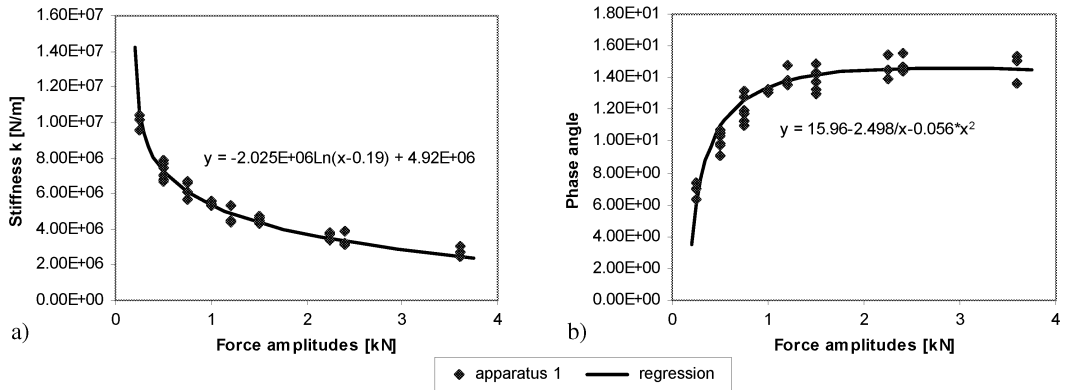 1.60E+07
1.40E+07
1.20E+07
1.00E+07
8.00E+06
6.00E+06
4.00E+06
2.00E+06
0.00E+00
Stiffness k [N/m]
y = -2.025E+06Ln(x-0.19) + 4.92E+06
0 1 2 3 4
Force amplitudes [kN]
a)
1.80E+01
1.60E+01
1.40E+01
1.20E+01
1.00E+01
8.00E+00
6.00E+00
4.00E+00
2.00E+00
0.00E+00
Phase angle
y = 15.96-2.498/x-0.056*x²
0 1 2 3 4
Force amplitudes [kN]
b)
apparatus 1 regression